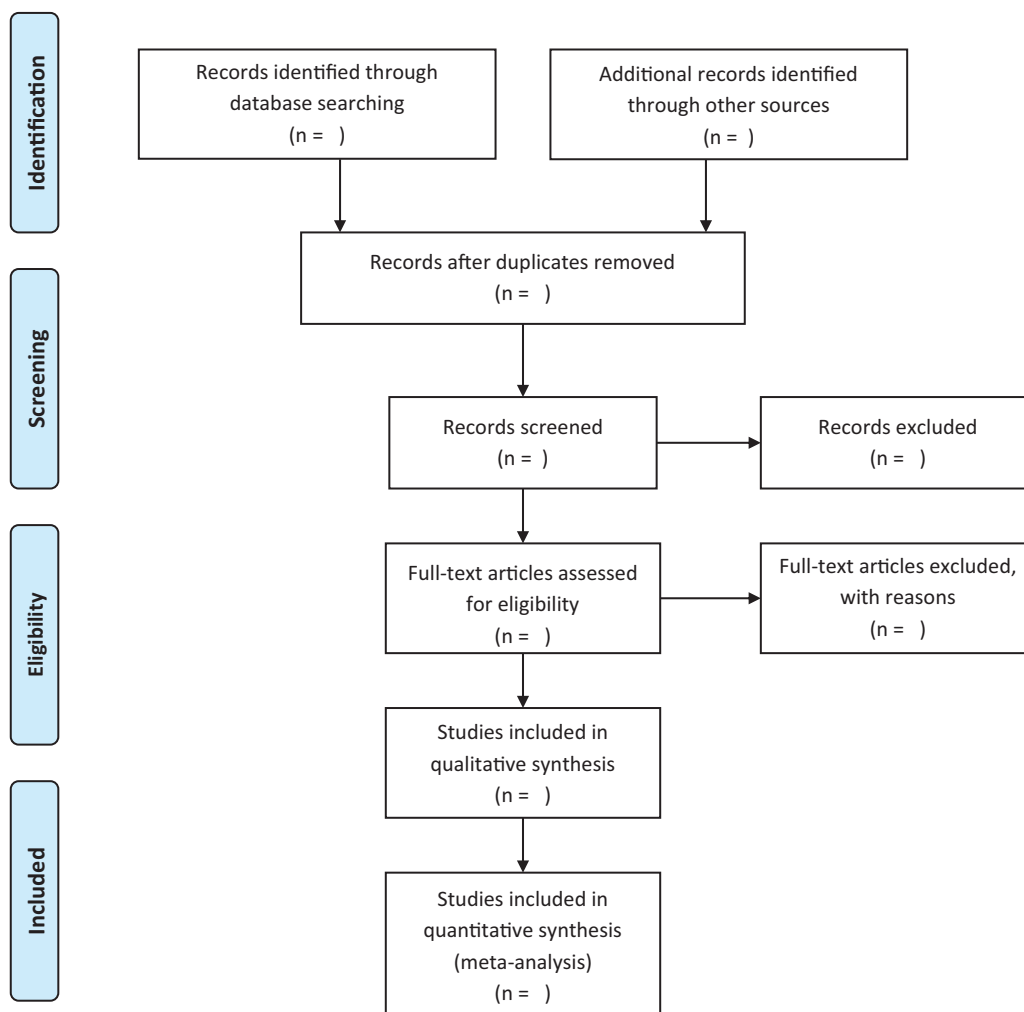 Identification
Records identified through
database searching
(n =   )
Additional records identified
through other sources
(n =   )
Records after duplicates removed
(n =   )
Screening
Records screened
(n =   )
Records excluded
(n =   )
Eligibility
Full-text articles assessed
for eligibility
(n =   )
Full-text articles excluded,
with reasons
(n =   )
Studies included in
qualitative synthesis
(n =   )
Included
Studies included in
quantitative synthesis
(meta-analysis)
(n =   )